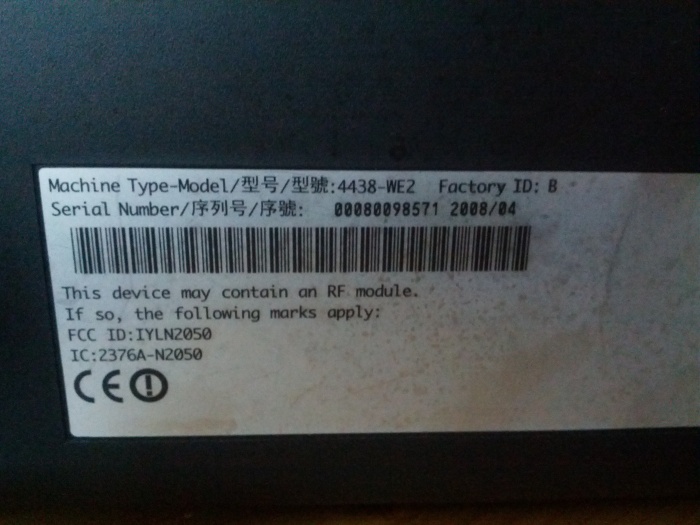 Machine Type-Model/型号/型號:4438-WE2 Factory ID: B
Serial Number/序列号/序號: 00080098571 2008/04
This device may contain an RF module.
If so, the following marks apply:
FCC ID:IYLN2050
IC:2376A-N2050
CE